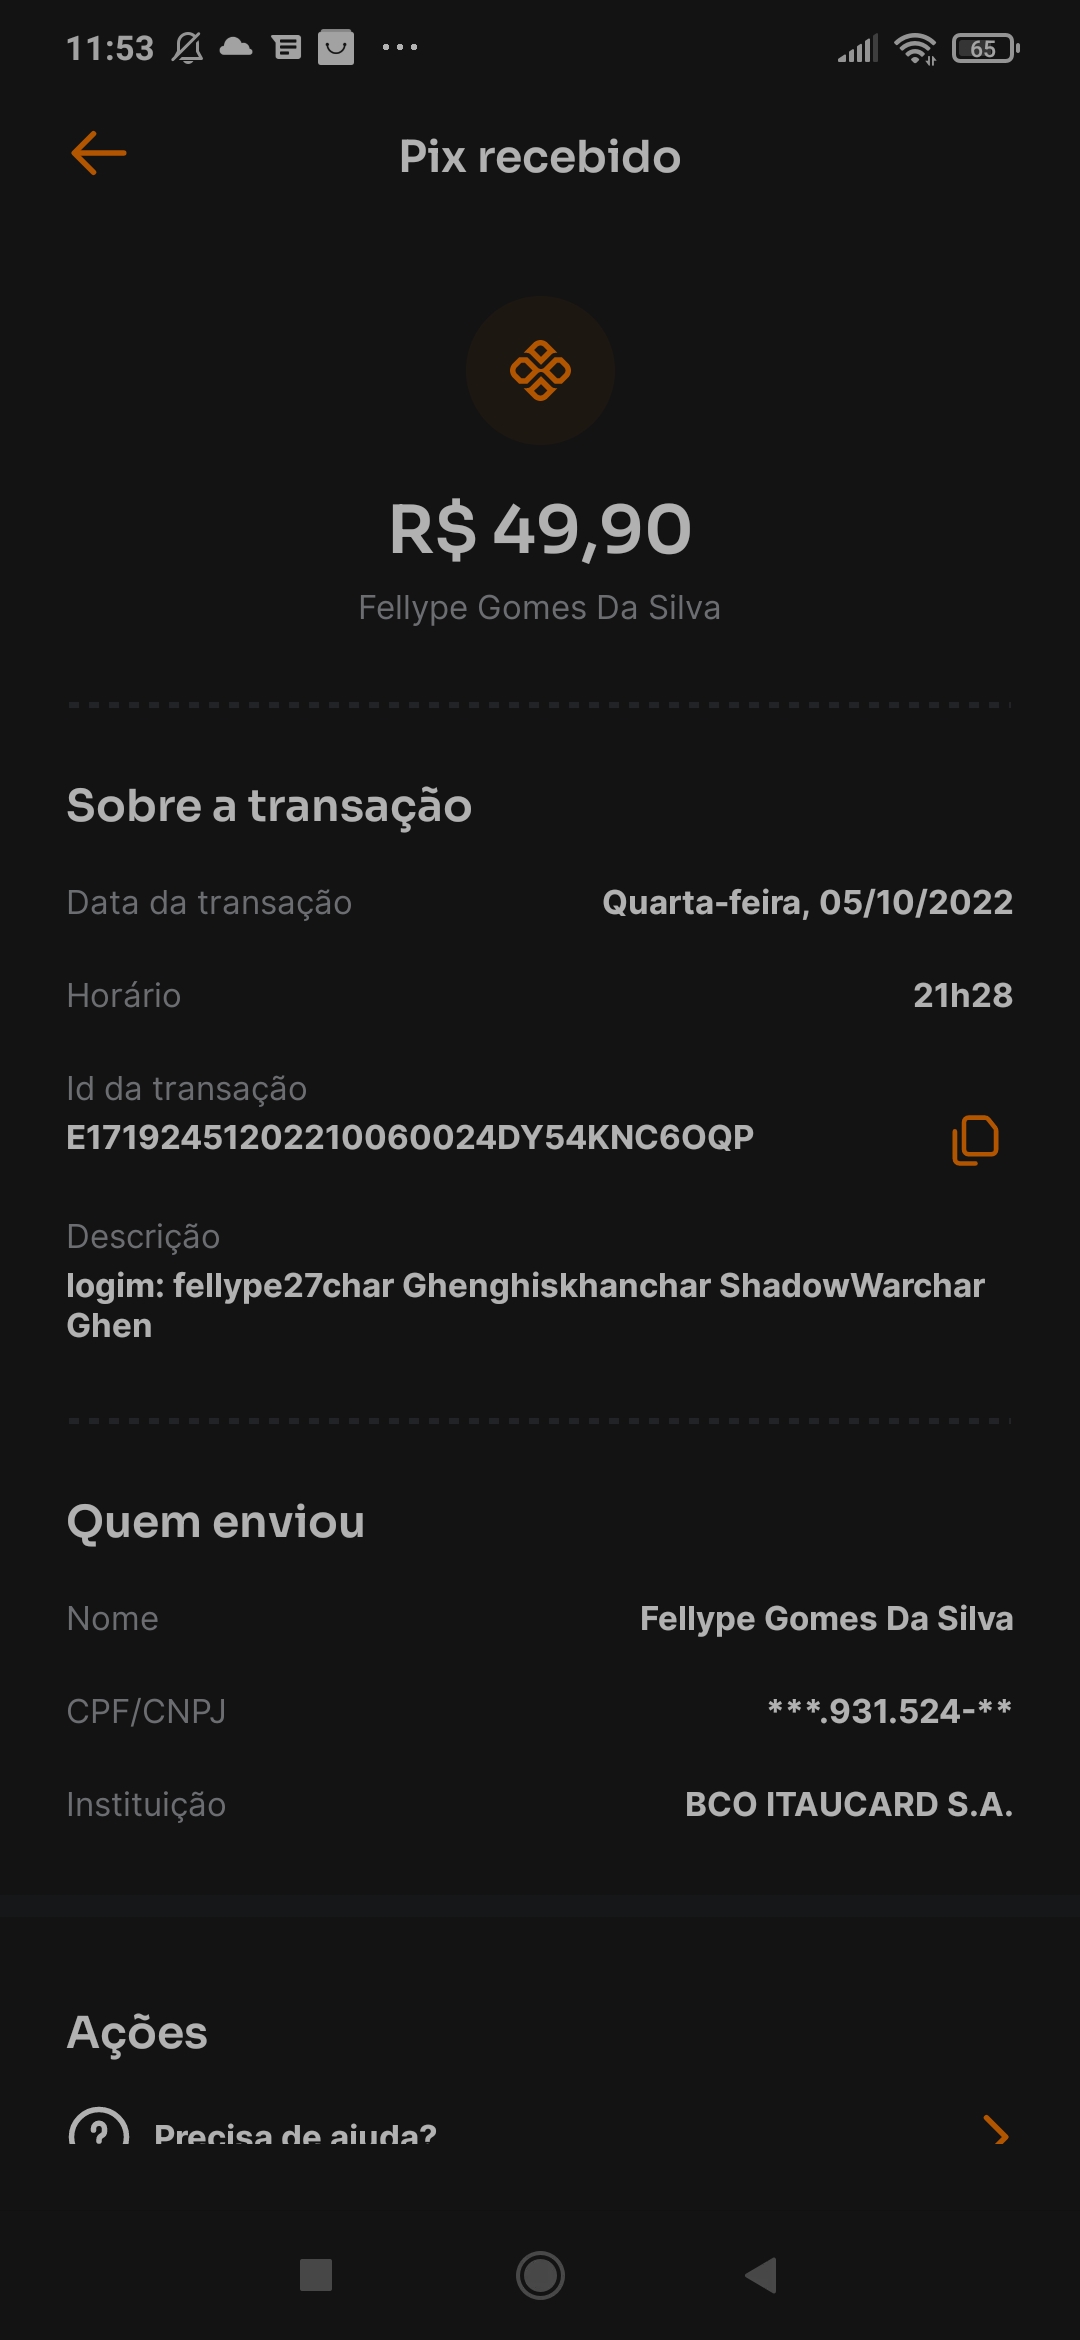 11:53
65
Pix recebido
R$ 49,90
Fellype Gomes Da Silva
Sobre a transação
Data da transação Quarta-feira, 05/10/2022
Horário 21h28
Id da transação
E17192451202210060024DY54KNC6OQP
Descrição
logim: fellype27char Ghenghiskhanchar ShadowWarchar
Ghen
Quem enviou
Nome Fellype Gomes Da Silva
CPF/CNPJ ***.931.524-**
Instituição BCO ITAUCARD S.A.
Ações
Precisa de ajuda?